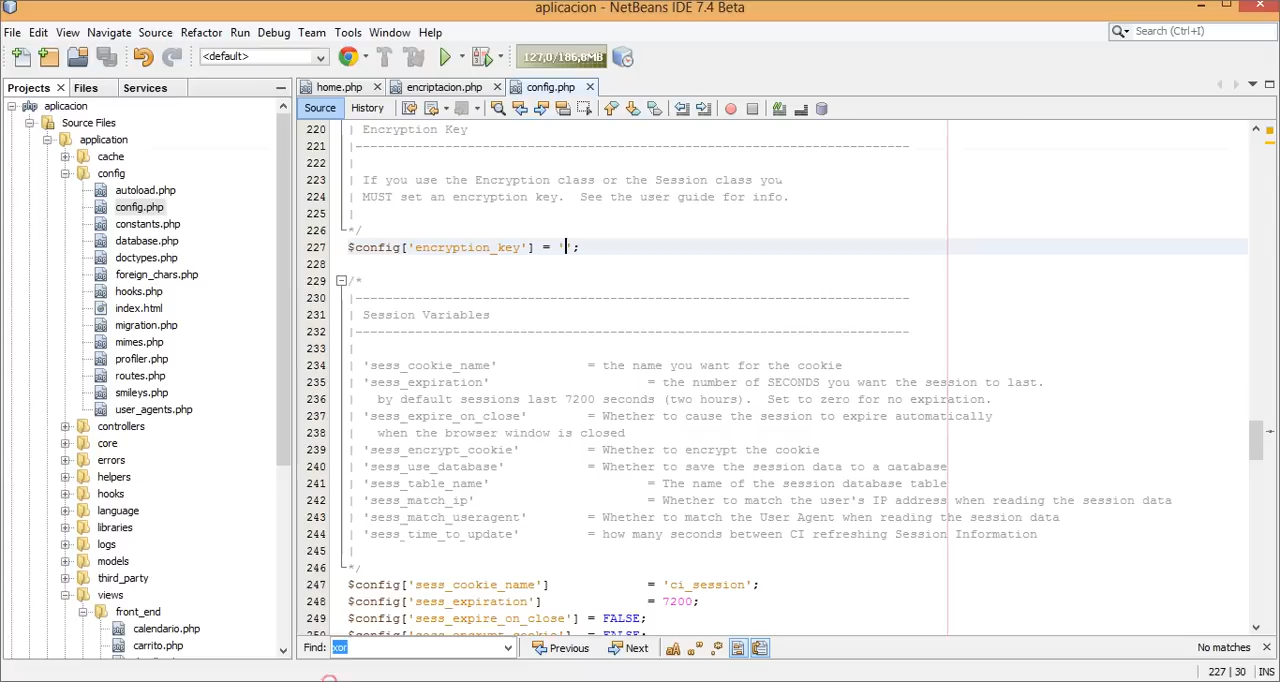 aplicacion - NetBeans IDE 7.4 Beta
File Edit View Navigate Source Refactor Run Debug Team Tools Window Help
Search (Ctrl+I)
<default>
127,0/186,8MB
Projects Files Services
home.php encriptacion.php config.php
Source History
aplicacion
Source Files
application
cache
config
autoload.php
config.php
constants.php
database.php
doctypes.php
foreign_chars.php
hooks.php
index.html
migration.php
mimes.php
profiler.php
routes.php
smileys.php
user_agents.php
controllers
core
errors
helpers
hooks
language
libraries
logs
models
third_party
views
front_end
calendario.php
carrito.php
220 | Encryption Key
221 |--------------------------------------------------------------------------
222 |
223 | If you use the Encryption class or the Session class you
224 | MUST set an encryption key.  See the user guide for info.
225 |
226 */
227 $config['encryption_key'] = '';
228
229 /*
230 |--------------------------------------------------------------------------
231 | Session Variables
232 |--------------------------------------------------------------------------
233 |
234 | 'sess_cookie_name' = the name you want for the cookie
235 | 'sess_expiration' = the number of SECONDS you want the session to last.
236 |   by default sessions last 7200 seconds (two hours).  Set to zero for no expiration.
237 | 'sess_expire_on_close' = Whether to cause the session to expire automatically
238 |   when the browser window is closed
239 | 'sess_encrypt_cookie' = Whether to encrypt the cookie
240 | 'sess_use_database' = Whether to save the session data to a database
241 | 'sess_table_name' = The name of the session database table
242 | 'sess_match_ip' = Whether to match the user's IP address when reading the session data
243 | 'sess_match_useragent' = Whether to match the User Agent when reading the session data
244 | 'sess_time_to_update' = how many seconds between CI refreshing Session Information
245 |
246 */
247 $config['sess_cookie_name'] = 'ci_session';
248 $config['sess_expiration'] = 7200;
249 $config['sess_expire_on_close'] = FALSE;
250 $config['sess_encrypt_cookie'] = FALSE;
Find: xor Previous Next No matches
227 | 30 INS